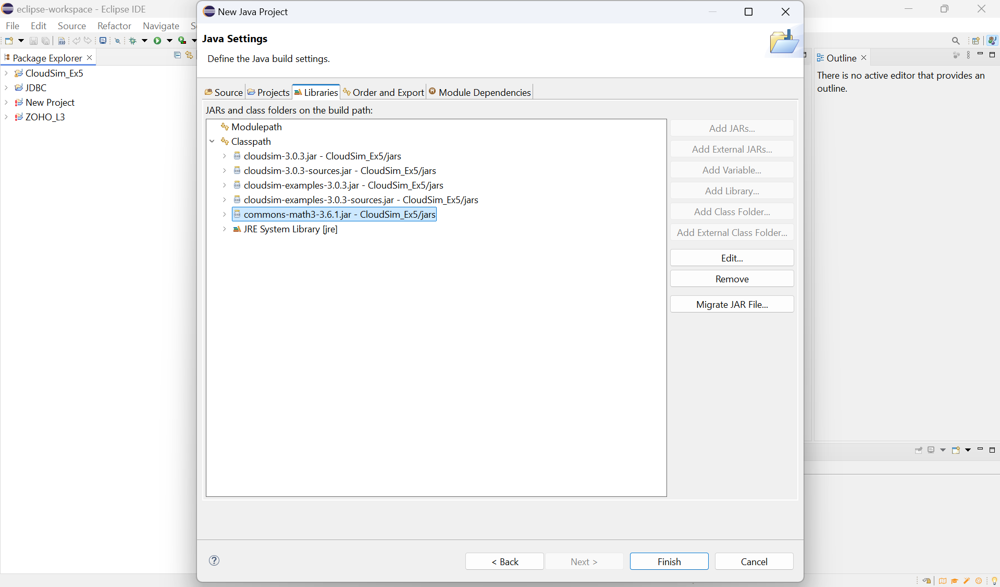 eclipse-workspace - Eclipse IDE
File Edit Source Refactor Navigate
Package Explorer
CloudSim_Ex5
JDBC
New Project
ZOHO_L3
New Java Project
Java Settings
Define the Java build settings.
Source Projects Libraries Order and Export Module Dependencies
JARs and class folders on the build path:
Modulepath
Classpath
cloudsim-3.0.3.jar - CloudSim_Ex5/jars
cloudsim-3.0.3-sources.jar - CloudSim_Ex5/jars
cloudsim-examples-3.0.3.jar - CloudSim_Ex5/jars
cloudsim-examples-3.0.3-sources.jar - CloudSim_Ex5/jars
commons-math3-3.6.1.jar - CloudSim_Ex5/jars
JRE System Library [jre]
Add JARs...
Add External JARs...
Add Variable...
Add Library...
Add Class Folder...
Add External Class Folder...
Edit...
Remove
Migrate JAR File...
< Back Next > Finish Cancel
Outline
There is no active editor that provides an
outline.